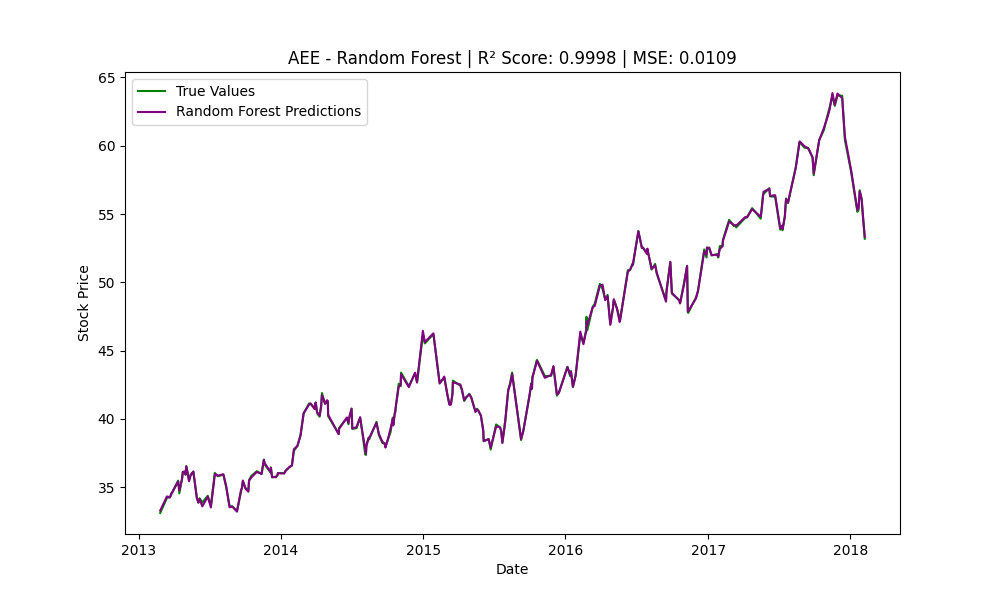 AEE - Random Forest | R² Score: 0.9998 | MSE: 0.0109
True Values
Random Forest Predictions
65
60
55
50
45
40
35
Stock Price
2013 2014 2015 2016 2017 2018
Date